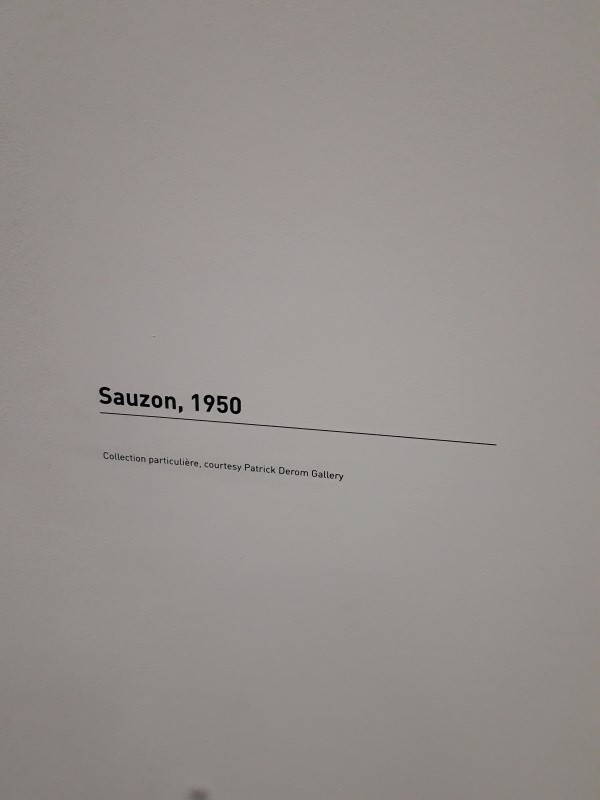 Sauzon, 1950
Collection particulière, courtesy Patrick Derom Gallery